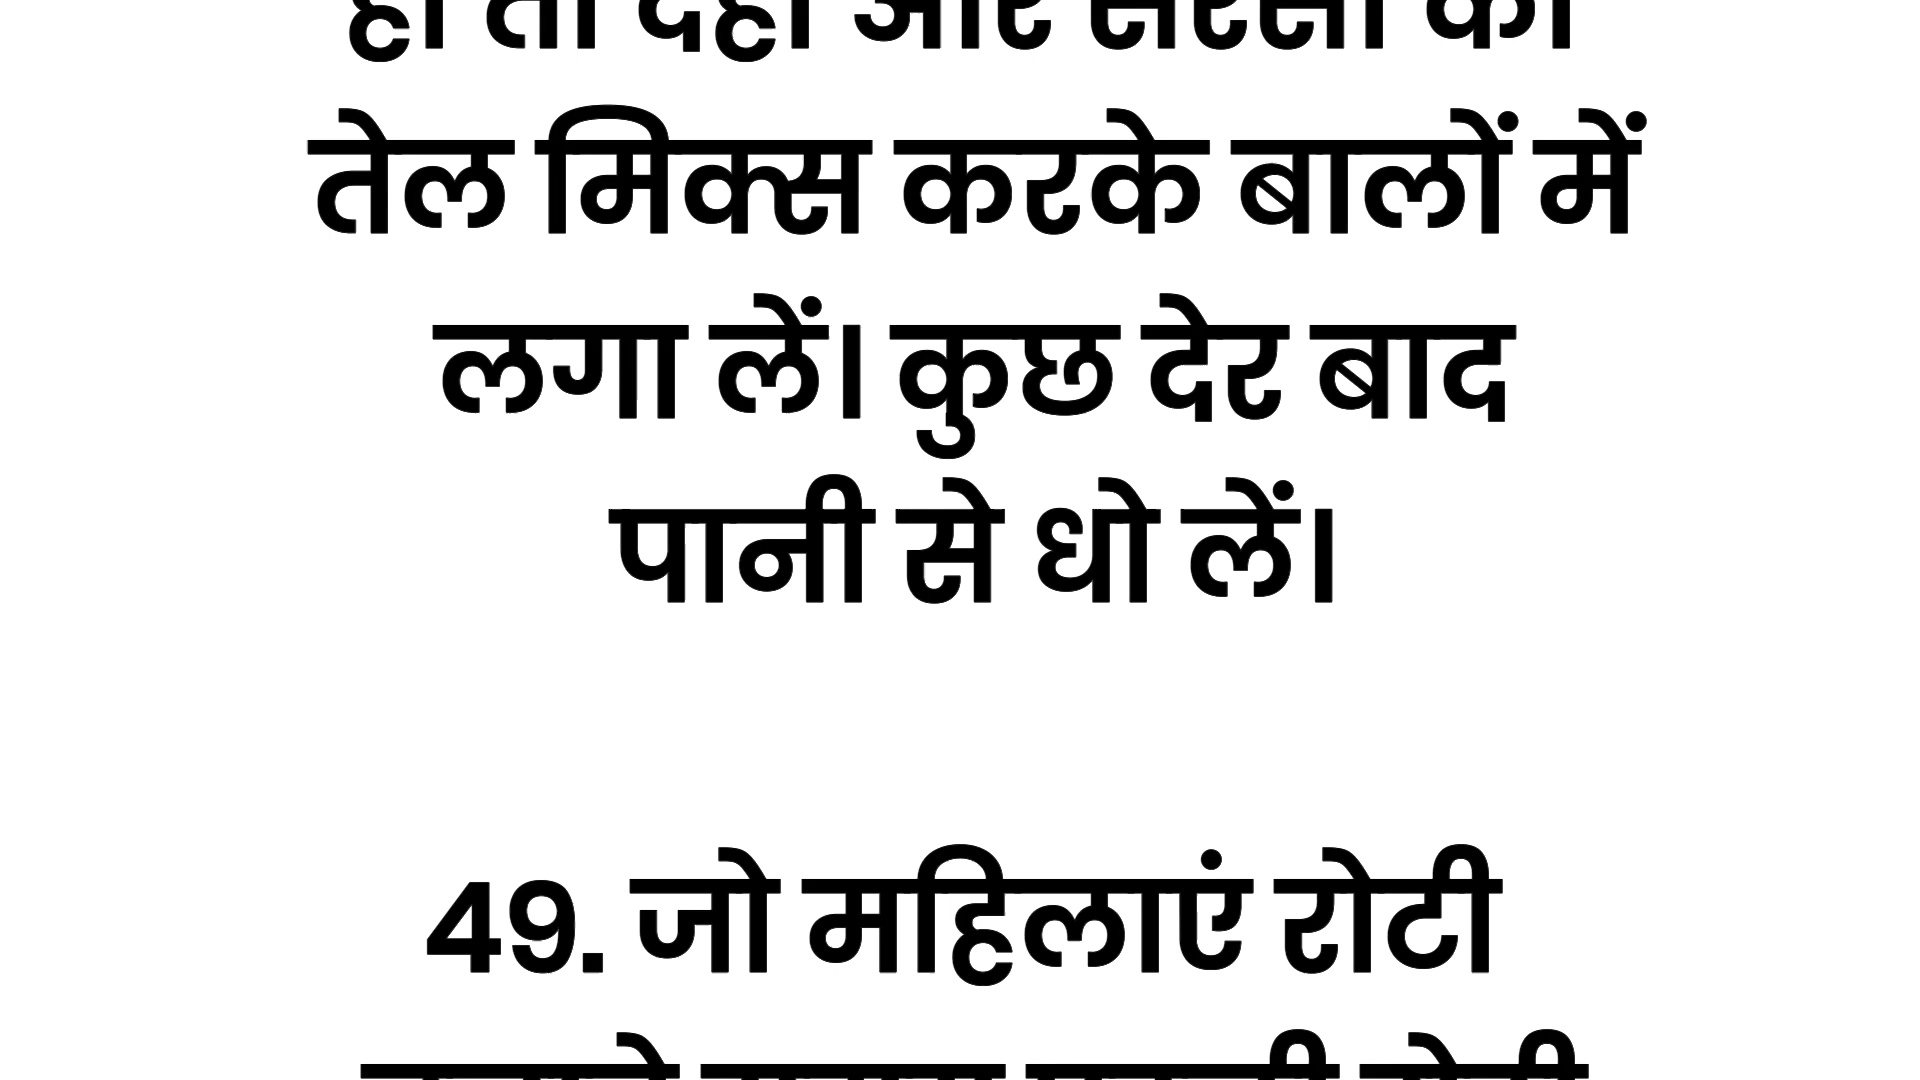 हो तो दही और सरसों का
तेल मिक्स करके बालों में
लगा लें। कुछ देर बाद
पानी से धो लें।
49. जो महिलाएं रोटी